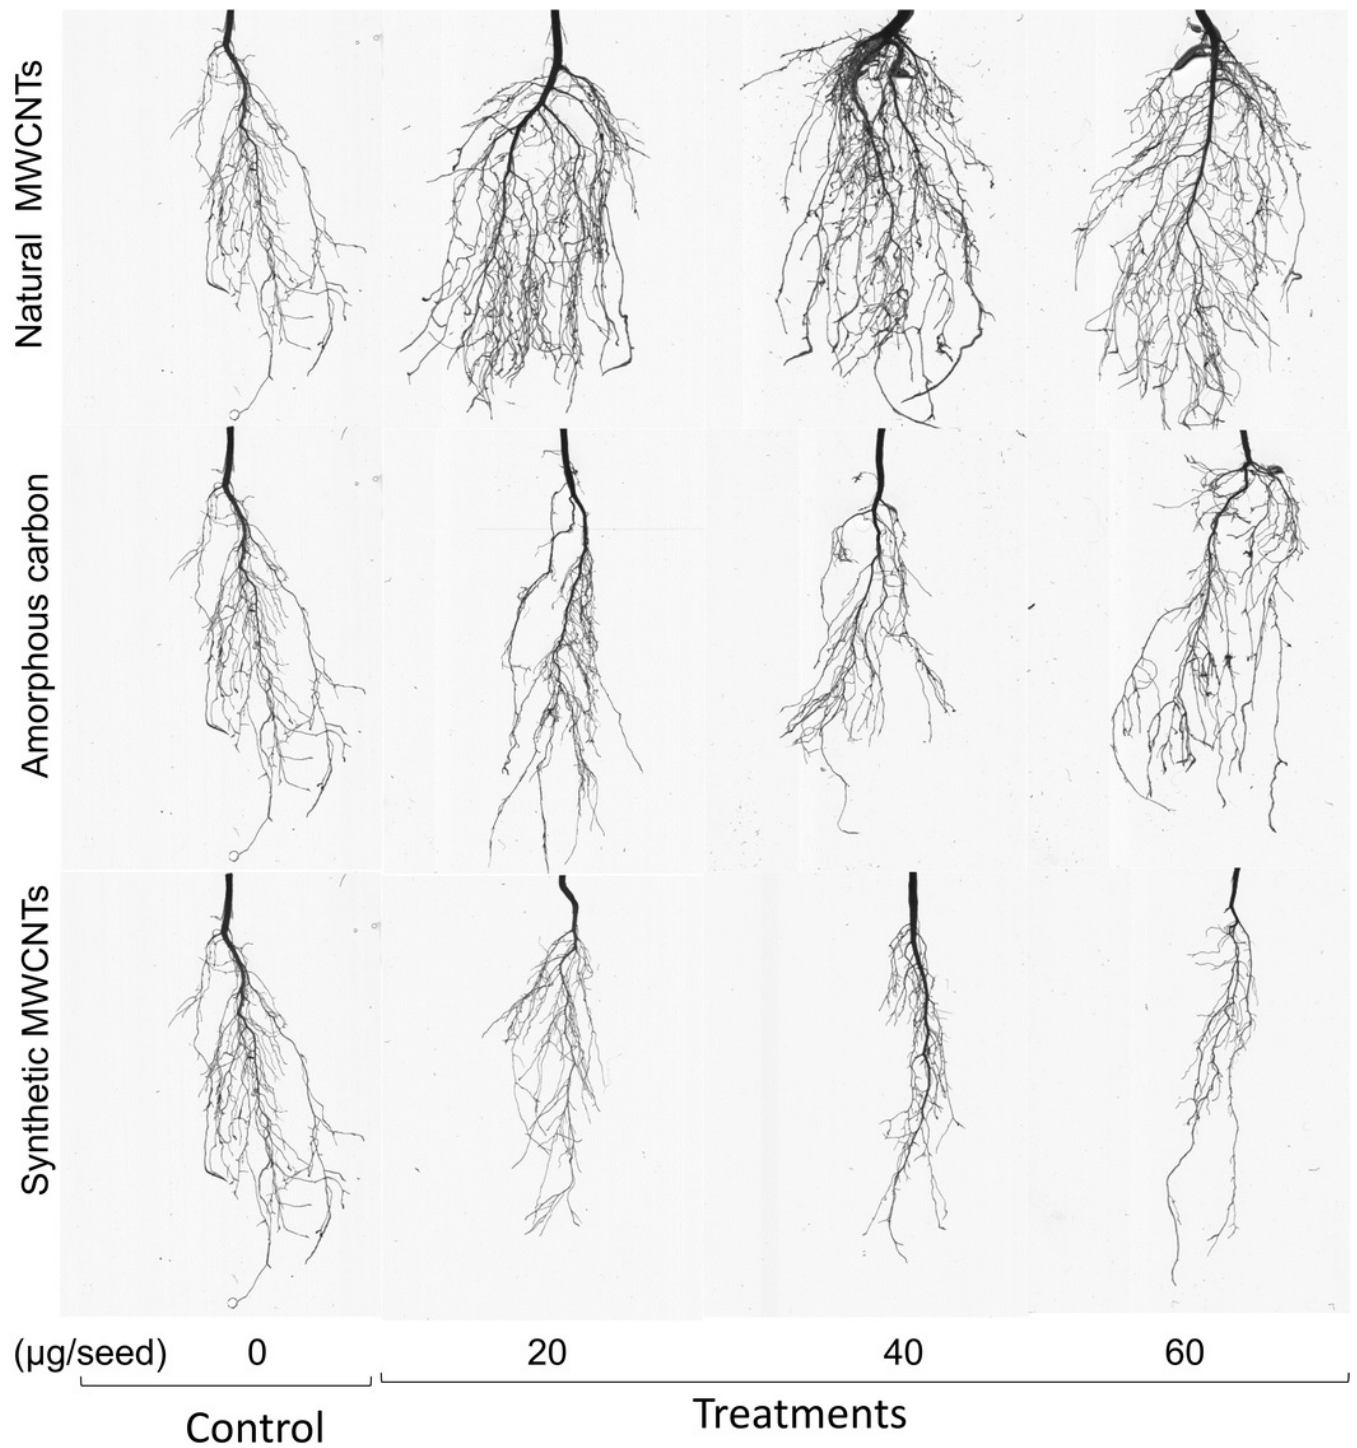 Natural MWCNTs
Amorphous carbon
Synthetic MWCNTs
(µg/seed) 0 20 40 60
Control Treatments